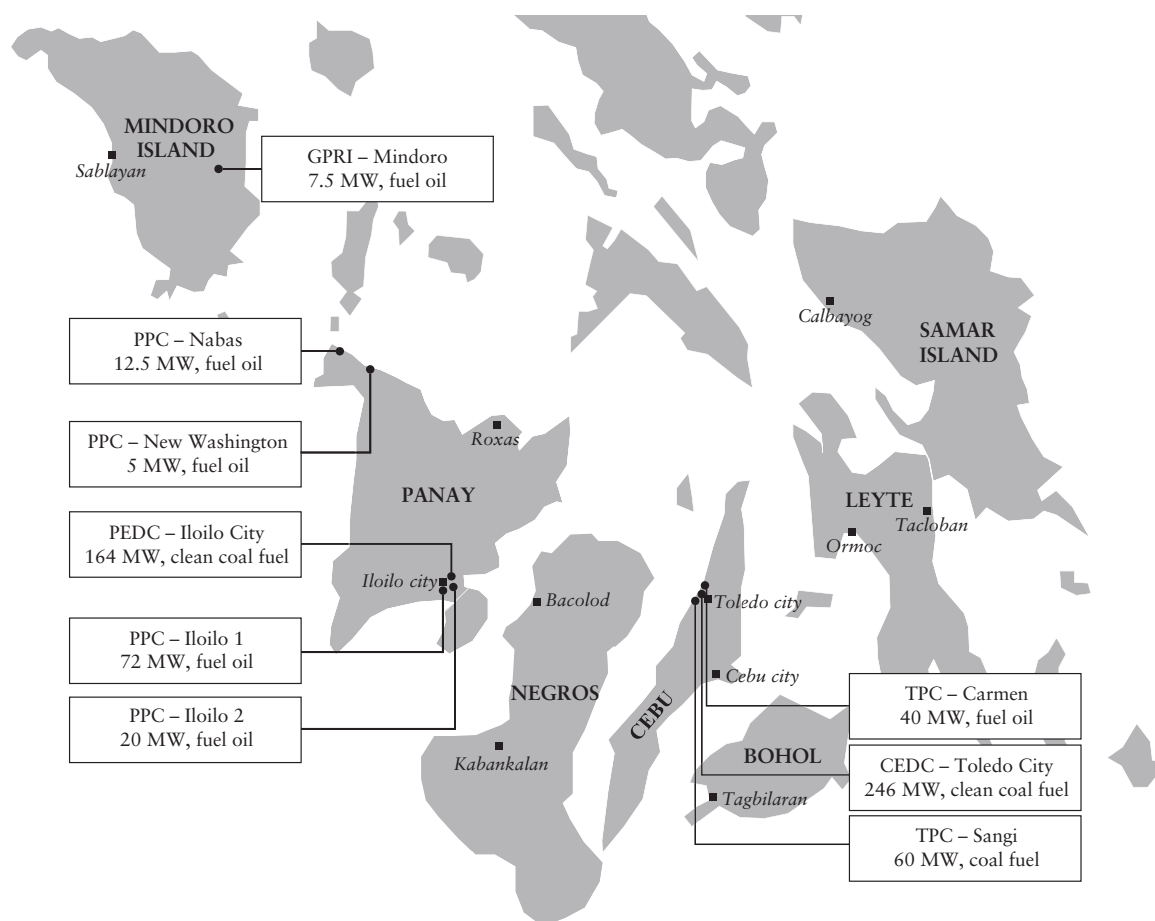 MINDORO
ISLAND
Sablayan
GPRI – Mindoro
7.5 MW, fuel oil
Calbayog
SAMAR
ISLAND
PPC – Nabas
12.5 MW, fuel oil
PPC – New Washington
5 MW, fuel oil
Roxas
PANAY
LEYTE
Tacloban
Ormoc
PEDC – Iloilo City
164 MW, clean coal fuel
Iloilo city
Bacolod
Toledo city
PPC – Iloilo 1
72 MW, fuel oil
NEGROS
CEBU
Cebu city
PPC – Iloilo 2
20 MW, fuel oil
Kabankalan
BOHOL
Tagbilaran
TPC – Carmen
40 MW, fuel oil
CEDC – Toledo City
246 MW, clean coal fuel
TPC – Sangi
60 MW, coal fuel